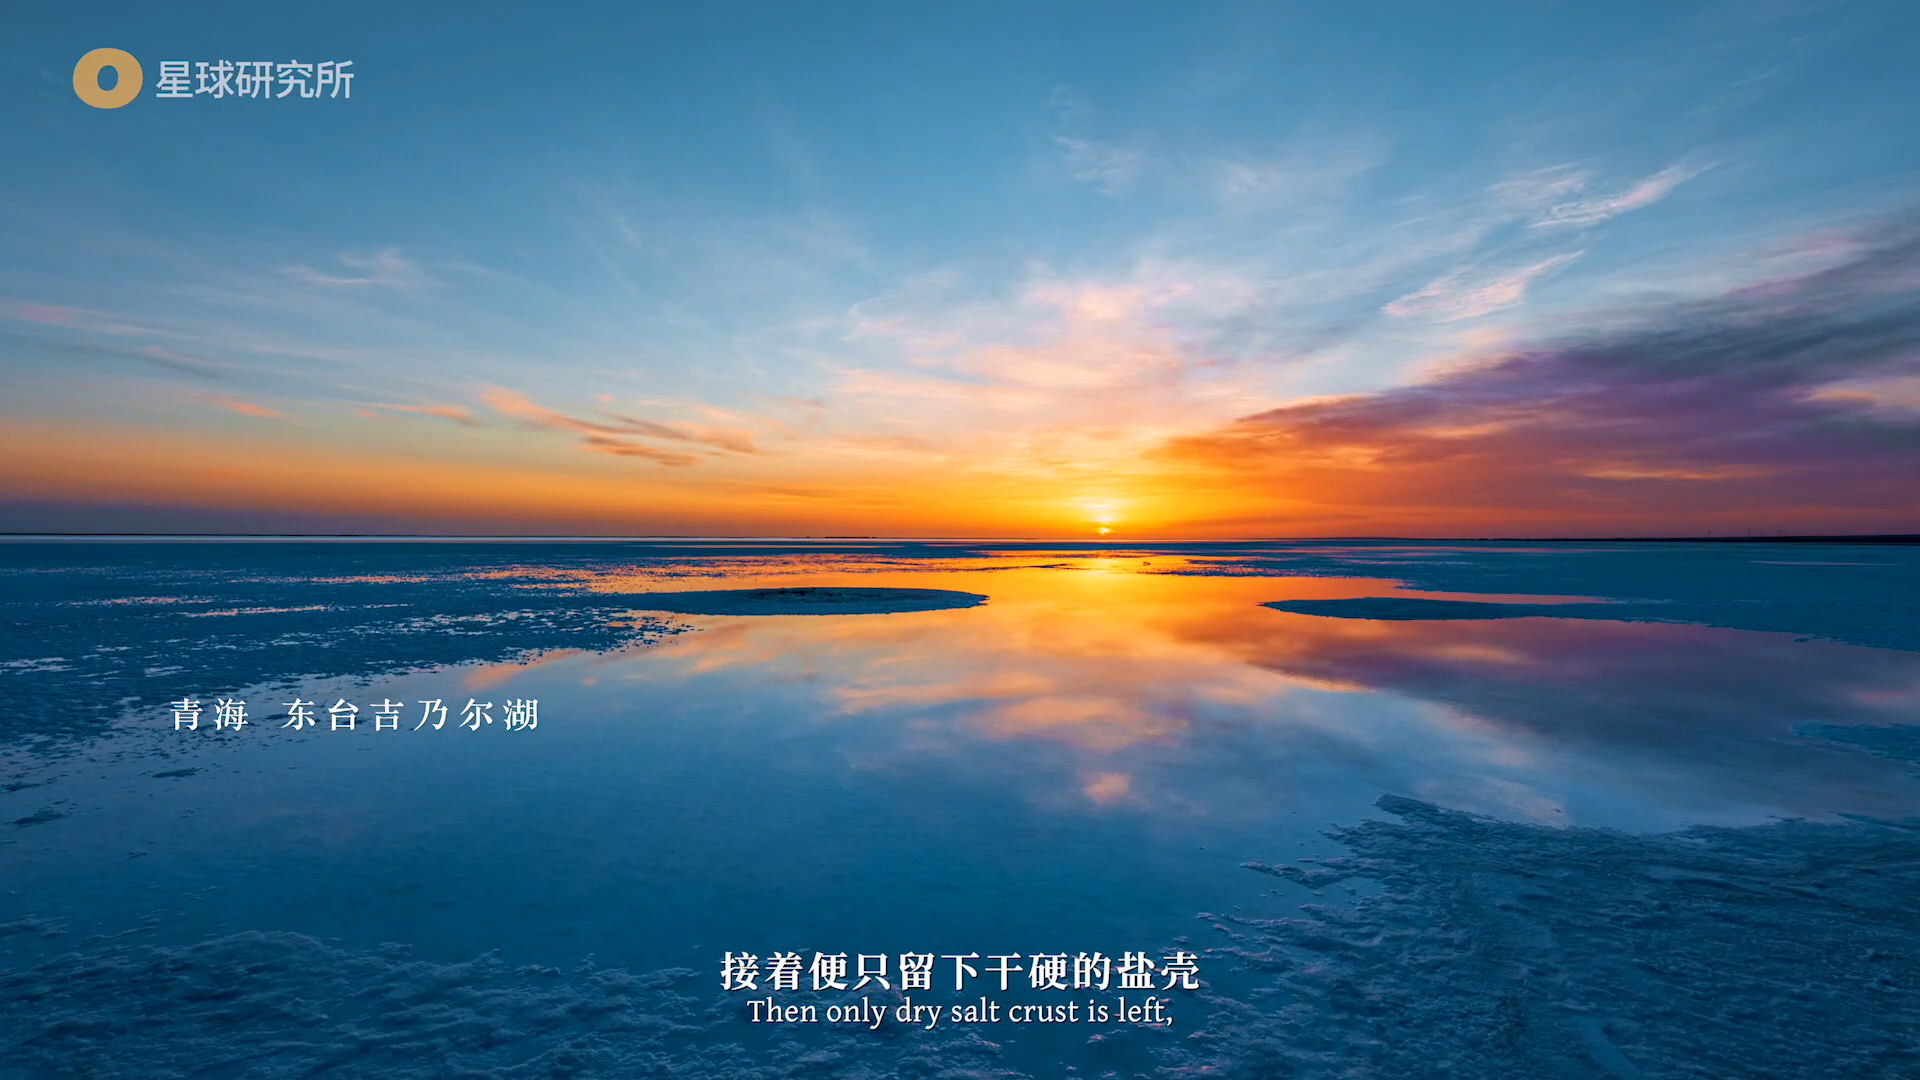 星球研究所
青海 东台吉乃尔湖
接着便只留下干硬的盐壳
Then only dry salt crust is left,